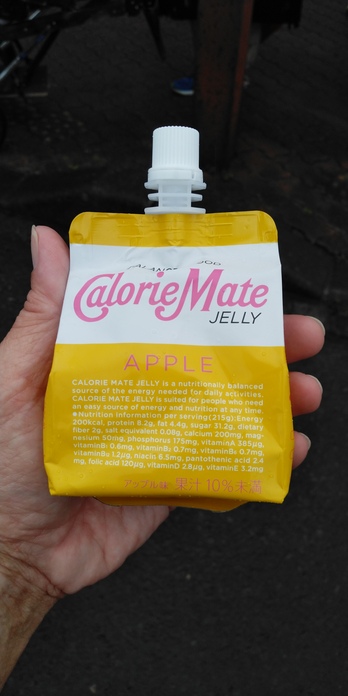 CalorieMate
JELLY
APPLE
CALORIE MATE JELLY is a nutritionally balanced
source of the energy needed for daily activities.
CALORIE MATE JELLY is suited for people who need
an easy source of energy and nutrition at any time.
●Nutrition information per serving(215g):Energy
200kcal, protein 8.2g, fat 4.4g, sugar 31.2g, dietary
fiber 2g, salt equivalent 0.08g, calcium 200mg, mag-
nesium 50mg, phosphorus 175mg, vitaminA 385μg,
vitaminB₁ 0.6mg, vitaminB₂ 0.7mg, vitaminB₆ 0.7mg,
vitaminB₁₂ 1.2μg, niacin 6.5mg, pantothenic acid 2.4
mg, folic acid 120μg, vitaminD 2.8μg, vitaminE 3.2mg
アップル味 果汁10%未満